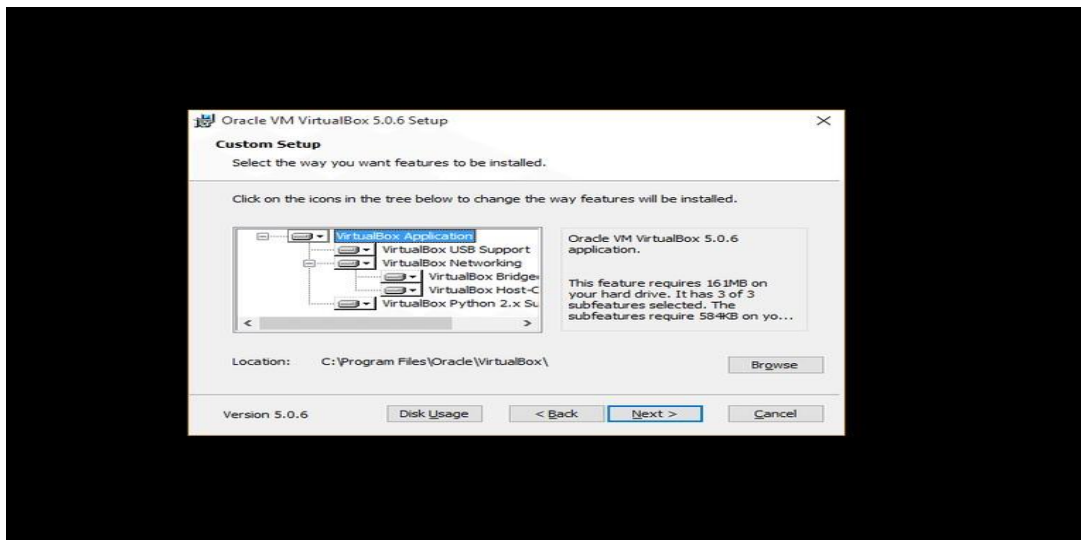 Oracle VM VirtualBox 5.0.6 Setup
Custom Setup
Select the way you want features to be installed.
Click on the icons in the tree below to change the way features will be installed.
VirtualBox Application
VirtualBox USB Support
VirtualBox Networking
VirtualBox Bridge
VirtualBox Host-C
VirtualBox Python 2.x Su
Oracle VM VirtualBox 5.0.6
application.
This feature requires 161MB on
your hard drive. It has 3 of 3
subfeatures selected. The
subfeatures require 584KB on yo...
Location: C:\Program Files\Oracle\VirtualBox\
Browse
Version 5.0.6
Disk Usage
< Back
Next >
Cancel